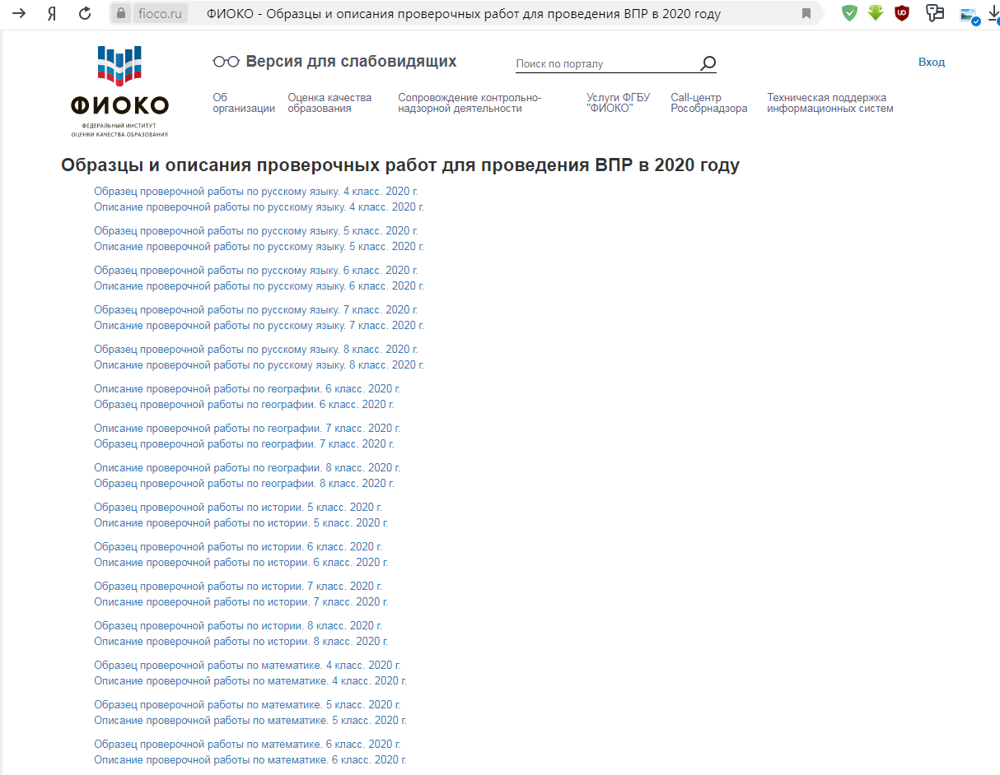 Я
fioco.ru
ФИОКО - Образцы и описания проверочных работ для проведения ВПР в 2020 году
ФИОКО
ФЕДЕРАЛЬНЫЙ ИНСТИТУТ
ОЦЕНКИ КАЧЕСТВА ОБРАЗОВАНИЯ
Версия для слабовидящих
Поиск по порталу
Вход
Об
организации
Оценка качества
образования
Сопровождение контрольно-
надзорной деятельности
Услуги ФГБУ
"ФИОКО"
Call-центр
Рособрнадзора
Техническая поддержка
информационных систем
Образцы и описания проверочных работ для проведения ВПР в 2020 году
Образец проверочной работы по русскому языку. 4 класс. 2020 г.
Описание проверочной работы по русскому языку. 4 класс. 2020 г.
Образец проверочной работы по русскому языку. 5 класс. 2020 г.
Описание проверочной работы по русскому языку. 5 класс. 2020 г.
Образец проверочной работы по русскому языку. 6 класс. 2020 г.
Описание проверочной работы по русскому языку. 6 класс. 2020 г.
Образец проверочной работы по русскому языку. 7 класс. 2020 г.
Описание проверочной работы по русскому языку. 7 класс. 2020 г.
Образец проверочной работы по русскому языку. 8 класс. 2020 г.
Описание проверочной работы по русскому языку. 8 класс. 2020 г.
Описание проверочной работы по географии. 6 класс. 2020 г.
Образец проверочной работы по географии. 6 класс. 2020 г.
Описание проверочной работы по географии. 7 класс. 2020 г.
Образец проверочной работы по географии. 7 класс. 2020 г.
Описание проверочной работы по географии. 8 класс. 2020 г.
Образец проверочной работы по географии. 8 класс. 2020 г.
Образец проверочной работы по истории. 5 класс. 2020 г.
Описание проверочной работы по истории. 5 класс. 2020 г.
Образец проверочной работы по истории. 6 класс. 2020 г.
Описание проверочной работы по истории. 6 класс. 2020 г.
Образец проверочной работы по истории. 7 класс. 2020 г.
Описание проверочной работы по истории. 7 класс. 2020 г.
Образец проверочной работы по истории. 8 класс. 2020 г.
Описание проверочной работы по истории. 8 класс. 2020 г.
Образец проверочной работы по математике. 4 класс. 2020 г.
Описание проверочной работы по математике. 4 класс. 2020 г.
Образец проверочной работы по математике. 5 класс. 2020 г.
Описание проверочной работы по математике. 5 класс. 2020 г.
Образец проверочной работы по математике. 6 класс. 2020 г.
Описание проверочной работы по математике. 6 класс. 2020 г.